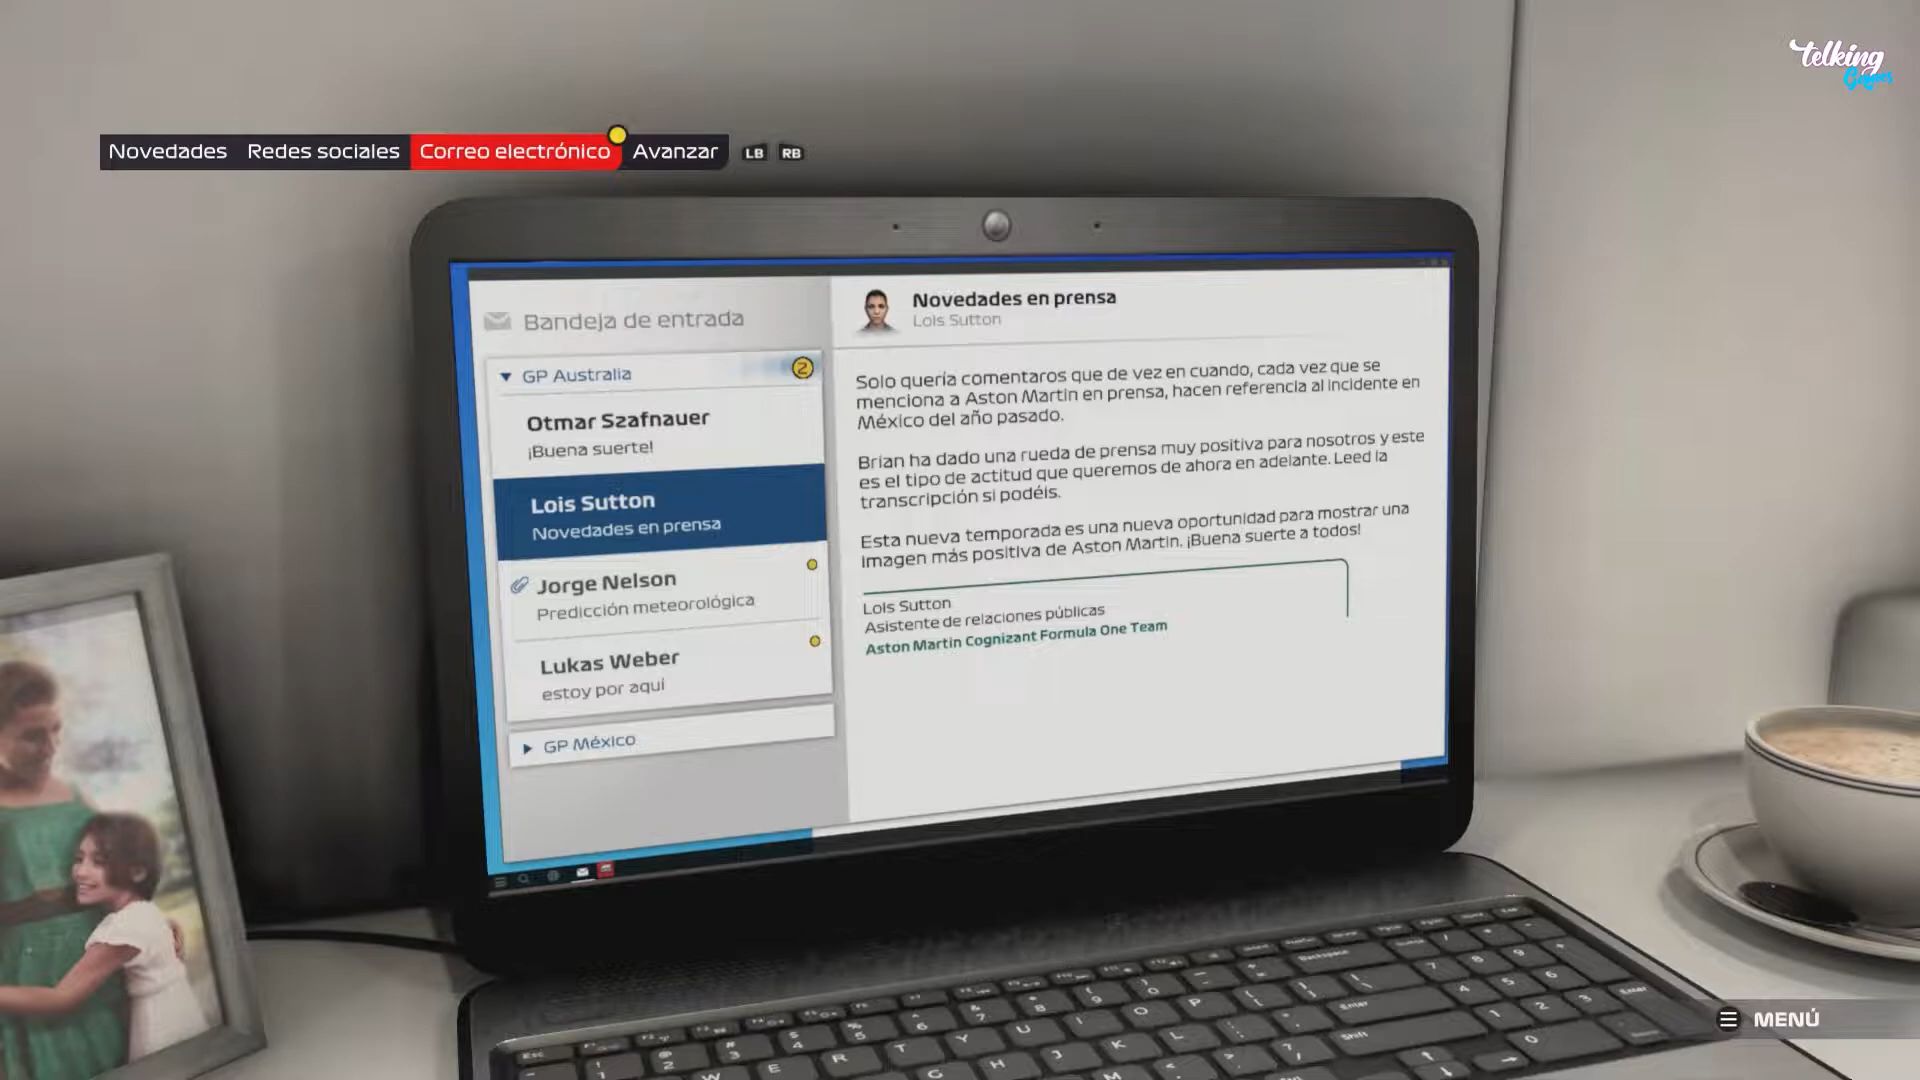 telking
Games
Novedades
Redes sociales
Correo electrónico
Avanzar
LB
RB
Bandeja de entrada
GP Australia
2
Otmar Szafnauer
¡Buena suerte!
Lois Sutton
Novedades en prensa
Jorge Nelson
Predicción meteorológica
Lukas Weber
estoy por aquí
GP México
Novedades en prensa
Lois Sutton
Solo quería comentaros que de vez en cuando, cada vez que se
menciona a Aston Martin en prensa, hacen referencia al incidente en
México del año pasado.
Brian ha dado una rueda de prensa muy positiva para nosotros y este
es el tipo de actitud que queremos de ahora en adelante. Leed la
transcripción si podéis.
Esta nueva temporada es una nueva oportunidad para mostrar una
imagen más positiva de Aston Martin. ¡Buena suerte a todos!
Lois Sutton
Asistente de relaciones públicas
Aston Martin Cognizant Formula One Team
MENÚ